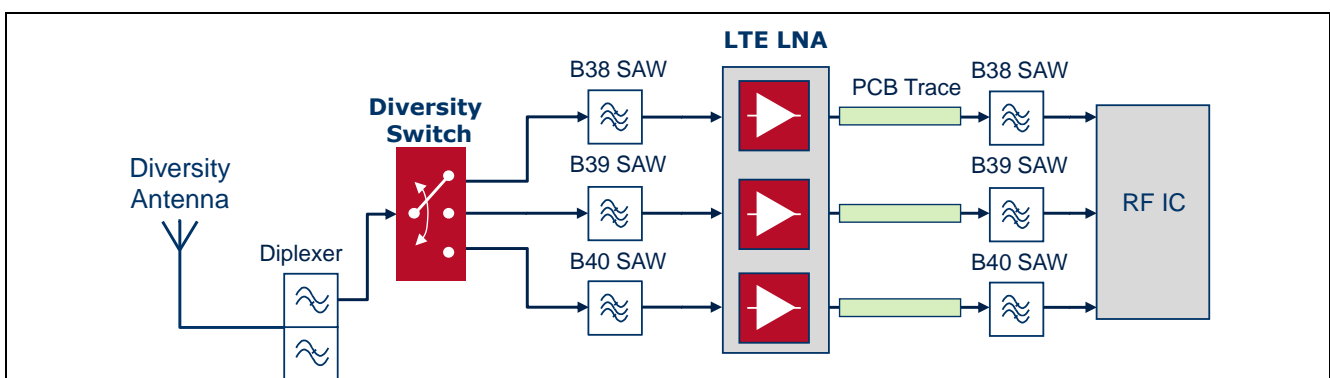 LTE LNA
B38 SAW
B38 SAW
PCB Trace
Diversity
Switch
Diversity
Antenna
B39 SAW
B39 SAW
RF IC
Diplexer
B40 SAW
B40 SAW